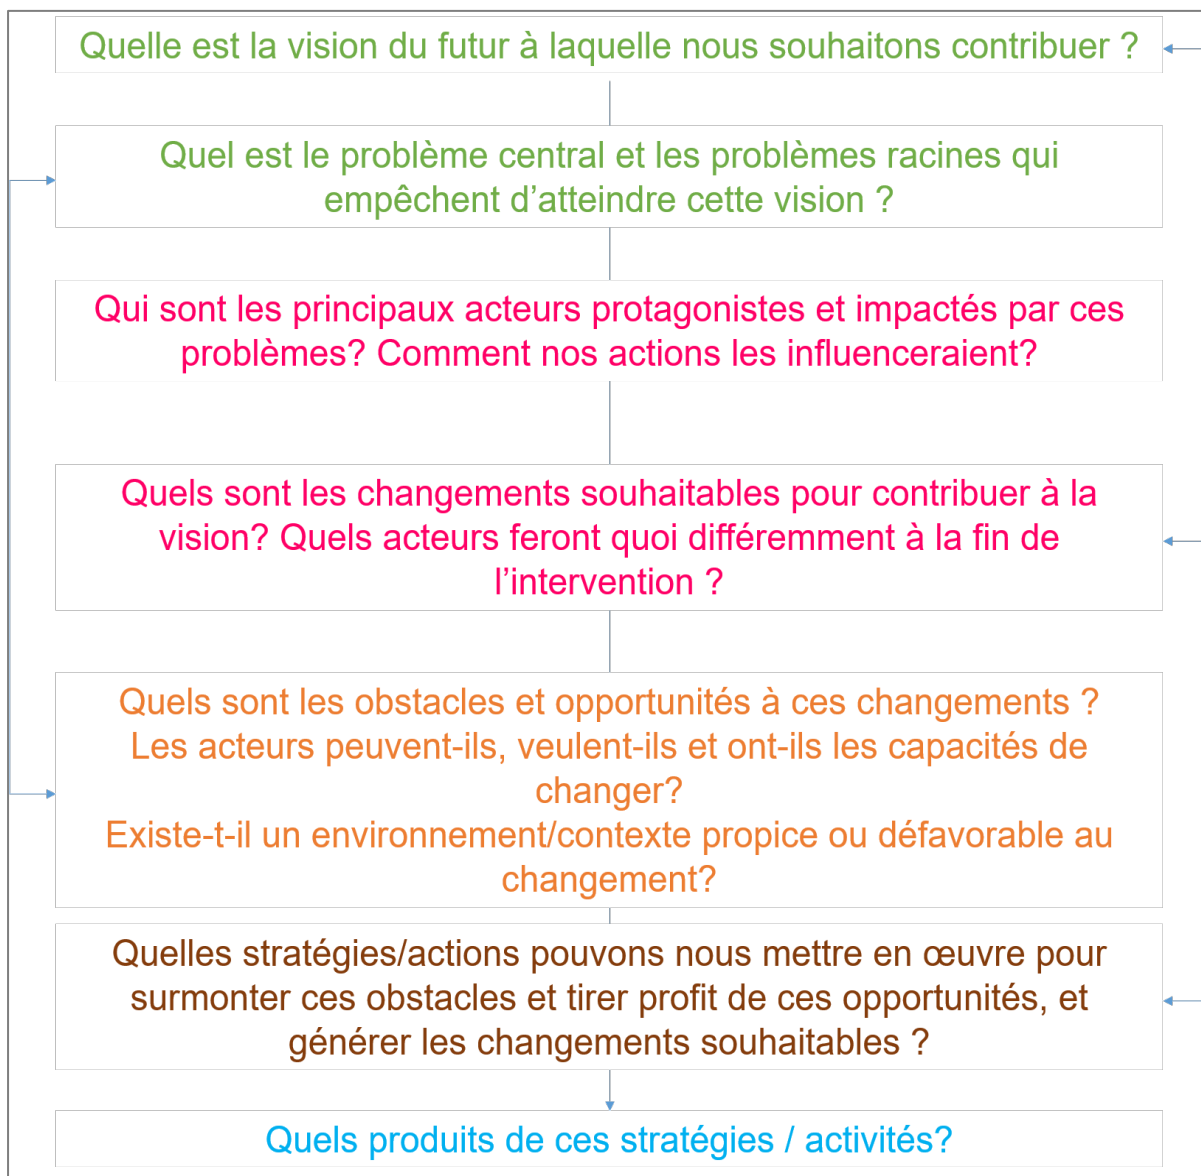 Quelle est la vision du futur à laquelle nous souhaitons contribuer ?
Quel est le problème central et les problèmes racines qui
empêchent d’atteindre cette vision ?
Qui sont les principaux acteurs protagonistes et impactés par ces
problèmes? Comment nos actions les influenceraient?
Quels sont les changements souhaitables pour contribuer à la
vision? Quels acteurs feront quoi différemment à la fin de
l’intervention ?
Quels sont les obstacles et opportunités à ces changements ?
Les acteurs peuvent-ils, veulent-ils et ont-ils les capacités de
changer?
Existe-t-il un environnement/contexte propice ou défavorable au
changement?
Quelles stratégies/actions pouvons nous mettre en œuvre pour
surmonter ces obstacles et tirer profit de ces opportunités, et
générer les changements souhaitables ?
Quels produits de ces stratégies / activités?